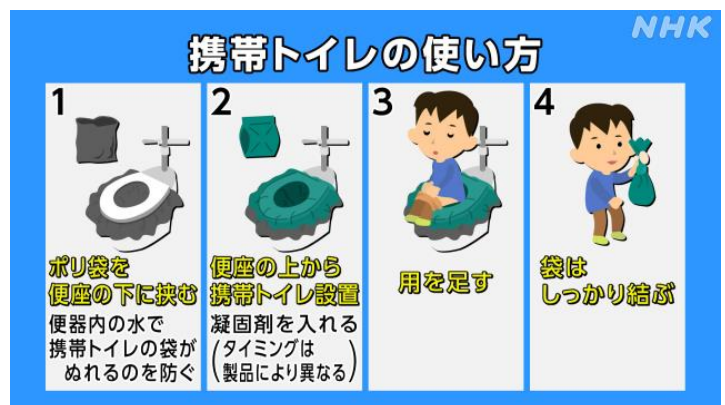 NHK
携帯トイレの使い方
1
ポリ袋を
便座の下に挟む
便器内の水で
携帯トイレの袋が
ぬれるのを防ぐ
2
便座の上から
携帯トイレ設置
凝固剤を入れる
(タイミングは
製品により異なる)
3
用を足す
4
袋は
しっかり結ぶ